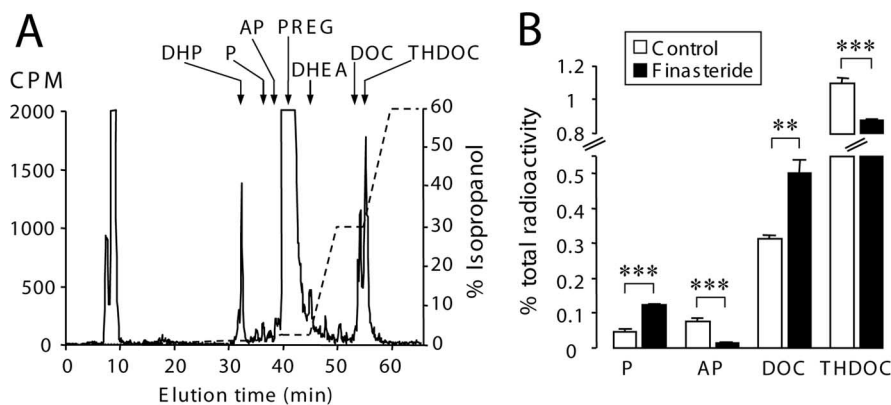 A
CPM
AP PREG
DHP P DOC THDOC
DHEA
2000
1500
1000
500
0
0 10 20 30 40 50 60
Elution time (min)
60
50
40
30
20
10
0
% Isopropanol
B
Control
Finasteride
% total radioactivity
1.2
1
0.8
0.5
0.4
0.3
0.2
0.1
0
*** *** ** ***
P AP DOC THDOC